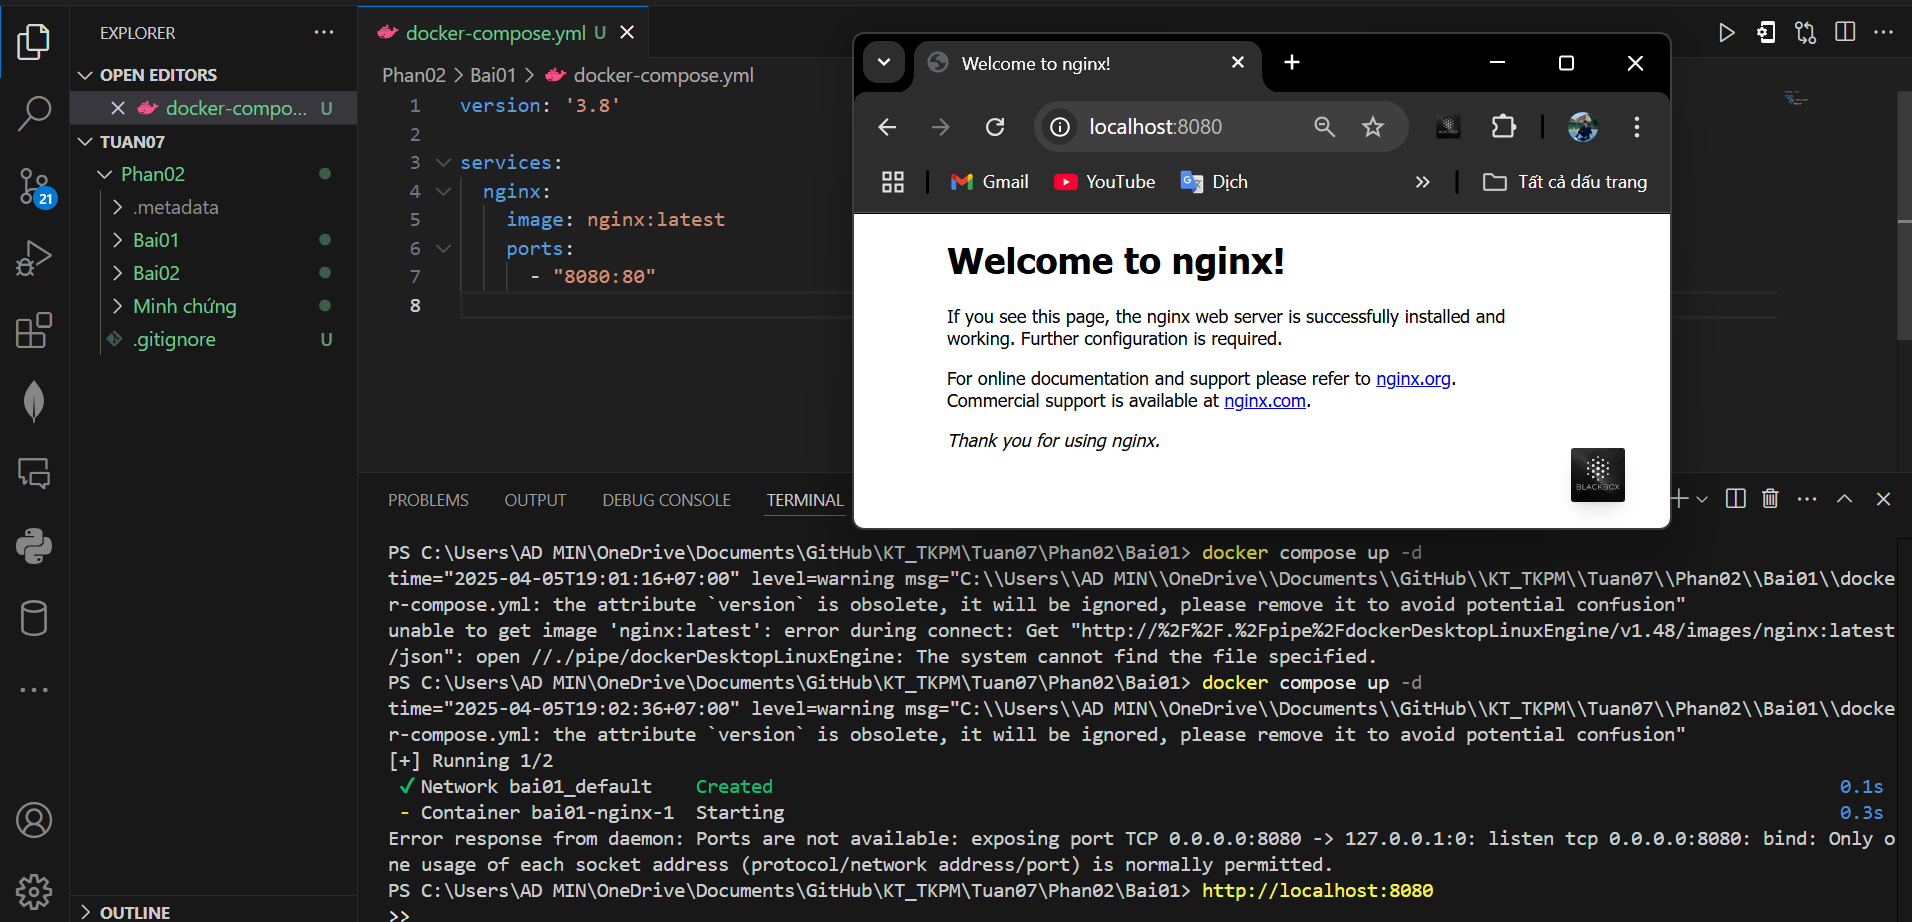 EXPLORER
OPEN EDITORS
docker-compo... U
TUAN07
Phan02
.metadata
Bai01
Bai02
Minh chứng
.gitignore U
OUTLINE
21
docker-compose.yml U
Phan02 > Bai01 > docker-compose.yml
1 version: '3.8'
2
3 services:
4 nginx:
5 image: nginx:latest
6 ports:
7 - "8080:80"
8
Welcome to nginx!
localhost:8080
Gmail YouTube Dịch Tất cả dấu trang
Welcome to nginx!
If you see this page, the nginx web server is successfully installed and
working. Further configuration is required.
For online documentation and support please refer to nginx.org.
Commercial support is available at nginx.com.
Thank you for using nginx.
BLACKBOX
PROBLEMS OUTPUT DEBUG CONSOLE TERMINAL
PS C:\Users\AD MIN\OneDrive\Documents\GitHub\KT_TKPM\Tuan07\Phan02\Bai01> docker compose up -d
time="2025-04-05T19:01:16+07:00" level=warning msg="C:\\Users\\AD MIN\\OneDrive\\Documents\\GitHub\\KT_TKPM\\Tuan07\\Phan02\\Bai01\\docke
r-compose.yml: the attribute `version` is obsolete, it will be ignored, please remove it to avoid potential confusion"
unable to get image 'nginx:latest': error during connect: Get "http://%2F%2F.%2Fpipe%2FdockerDesktopLinuxEngine/v1.48/images/nginx:latest
/json": open //./pipe/dockerDesktopLinuxEngine: The system cannot find the file specified.
PS C:\Users\AD MIN\OneDrive\Documents\GitHub\KT_TKPM\Tuan07\Phan02\Bai01> docker compose up -d
time="2025-04-05T19:02:36+07:00" level=warning msg="C:\\Users\\AD MIN\\OneDrive\\Documents\\GitHub\\KT_TKPM\\Tuan07\\Phan02\\Bai01\\docke
r-compose.yml: the attribute `version` is obsolete, it will be ignored, please remove it to avoid potential confusion"
[+] Running 1/2
✓ Network bai01_default Created 0.1s
- Container bai01-nginx-1 Starting 0.3s
Error response from daemon: Ports are not available: exposing port TCP 0.0.0.0:8080 -> 127.0.0.1:0: listen tcp 0.0.0.0:8080: bind: Only o
ne usage of each socket address (protocol/network address/port) is normally permitted.
PS C:\Users\AD MIN\OneDrive\Documents\GitHub\KT_TKPM\Tuan07\Phan02\Bai01> http://localhost:8080
>>